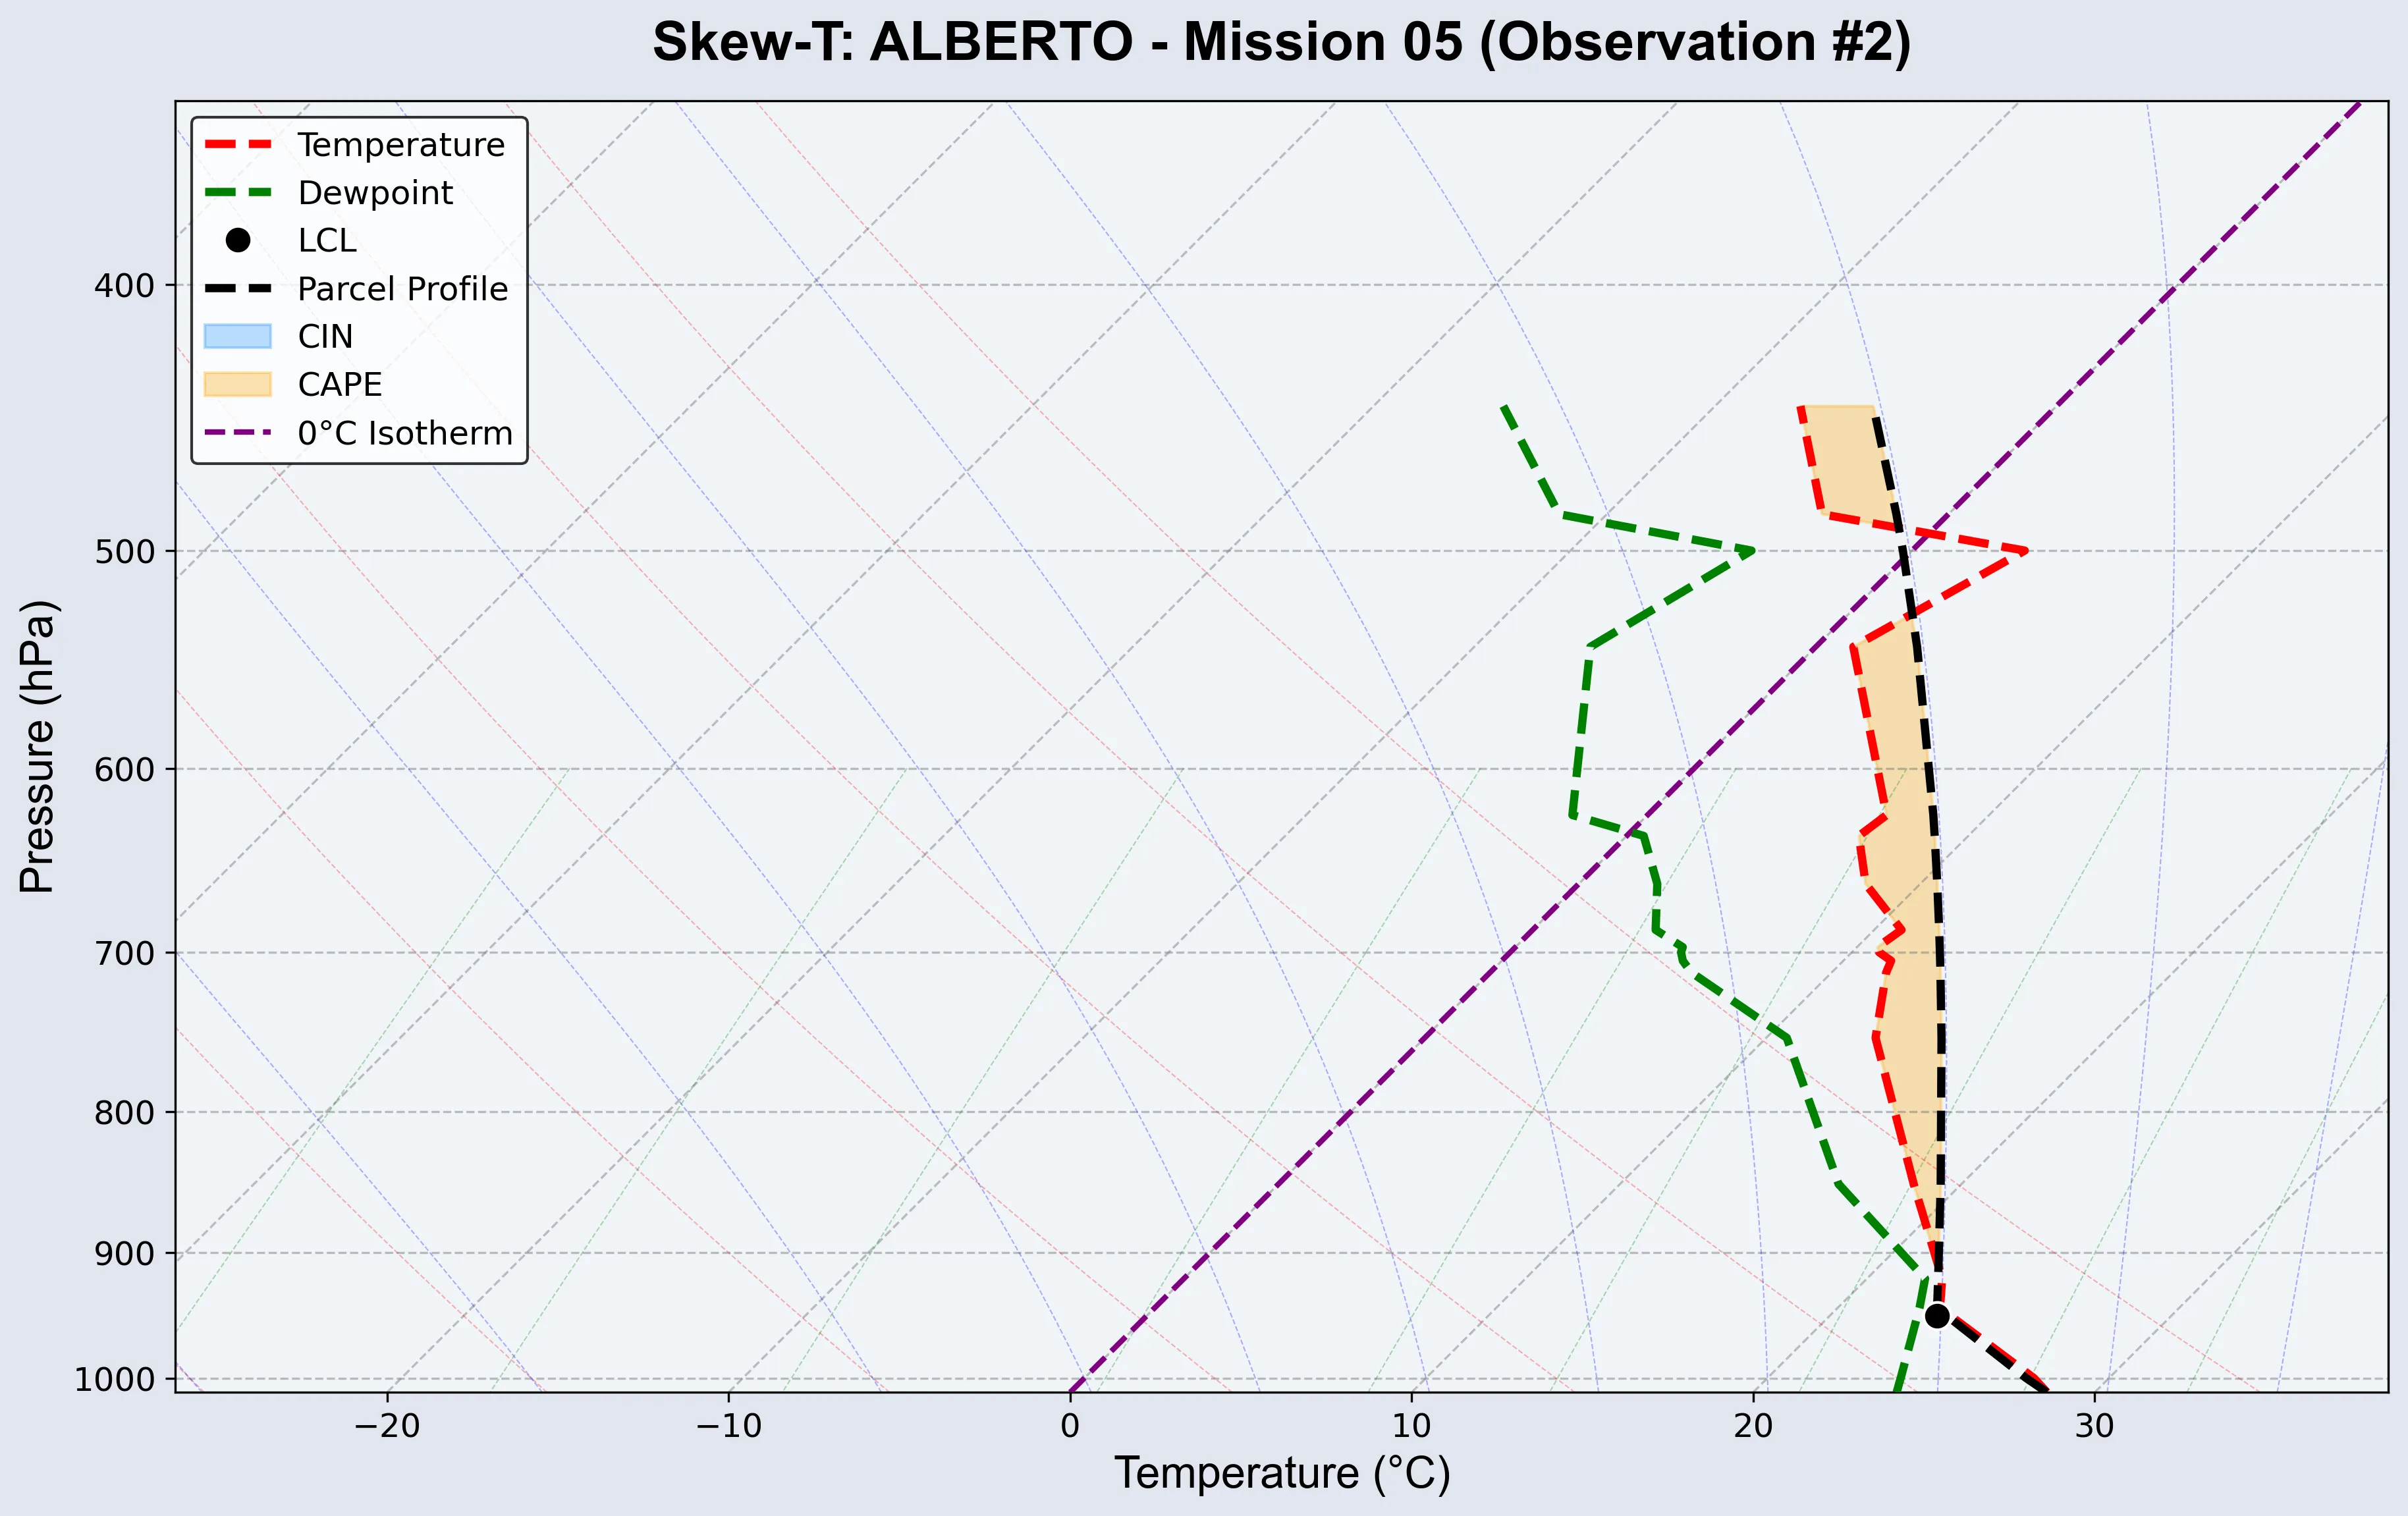 Skew-T: ALBERTO - Mission 05 (Observation #2)
Temperature
Dewpoint
LCL
Parcel Profile
CIN
CAPE
0°C Isotherm
400
500
600
700
800
900
1000
Pressure (hPa)
−20
−10
0
10
20
30
Temperature (°C)